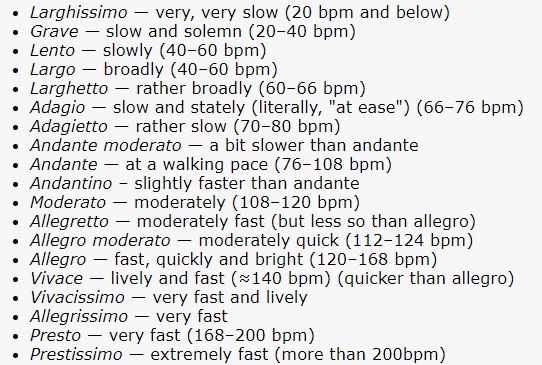 Larghissimo — very, very slow (20 bpm and below)
Grave — slow and solemn (20–40 bpm)
Lento — slowly (40–60 bpm)
Largo — broadly (40–60 bpm)
Larghetto — rather broadly (60–66 bpm)
Adagio — slow and stately (literally, "at ease") (66–76 bpm)
Adagietto — rather slow (70–80 bpm)
Andante moderato — a bit slower than andante
Andante — at a walking pace (76–108 bpm)
Andantino – slightly faster than andante
Moderato — moderately (108–120 bpm)
Allegretto — moderately fast (but less so than allegro)
Allegro moderato — moderately quick (112–124 bpm)
Allegro — fast, quickly and bright (120–168 bpm)
Vivace — lively and fast (≈140 bpm) (quicker than allegro)
Vivacissimo — very fast and lively
Allegrissimo — very fast
Presto — very fast (168–200 bpm)
Prestissimo — extremely fast (more than 200bpm)